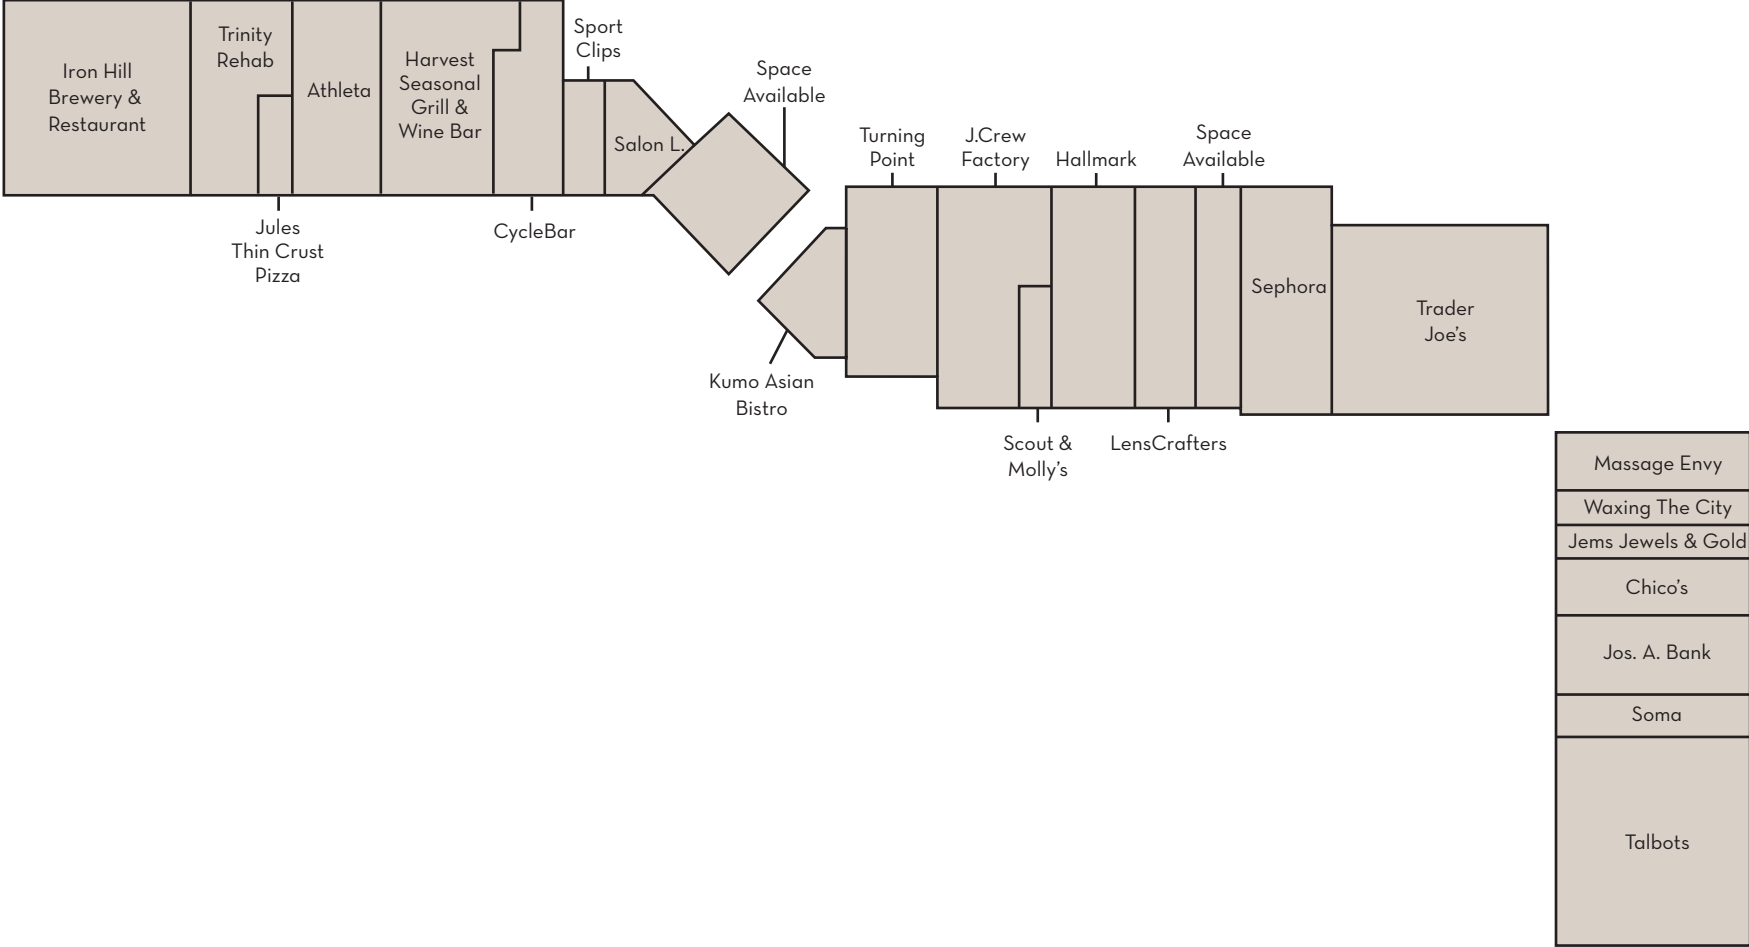 Iron Hill
Brewery &
Restaurant
Trinity
Rehab
Jules
Thin Crust
Pizza
Athleta
Harvest
Seasonal
Grill &
Wine Bar
CycleBar
Sport
Clips
Salon L.
Space
Available
Kumo Asian
Bistro
Turning
Point
J.Crew
Factory
Scout &
Molly’s
Hallmark
LensCrafters
Space
Available
Sephora
Trader
Joe’s
Massage Envy
Waxing The City
Jems Jewels & Gold
Chico’s
Jos. A. Bank
Soma
Talbots